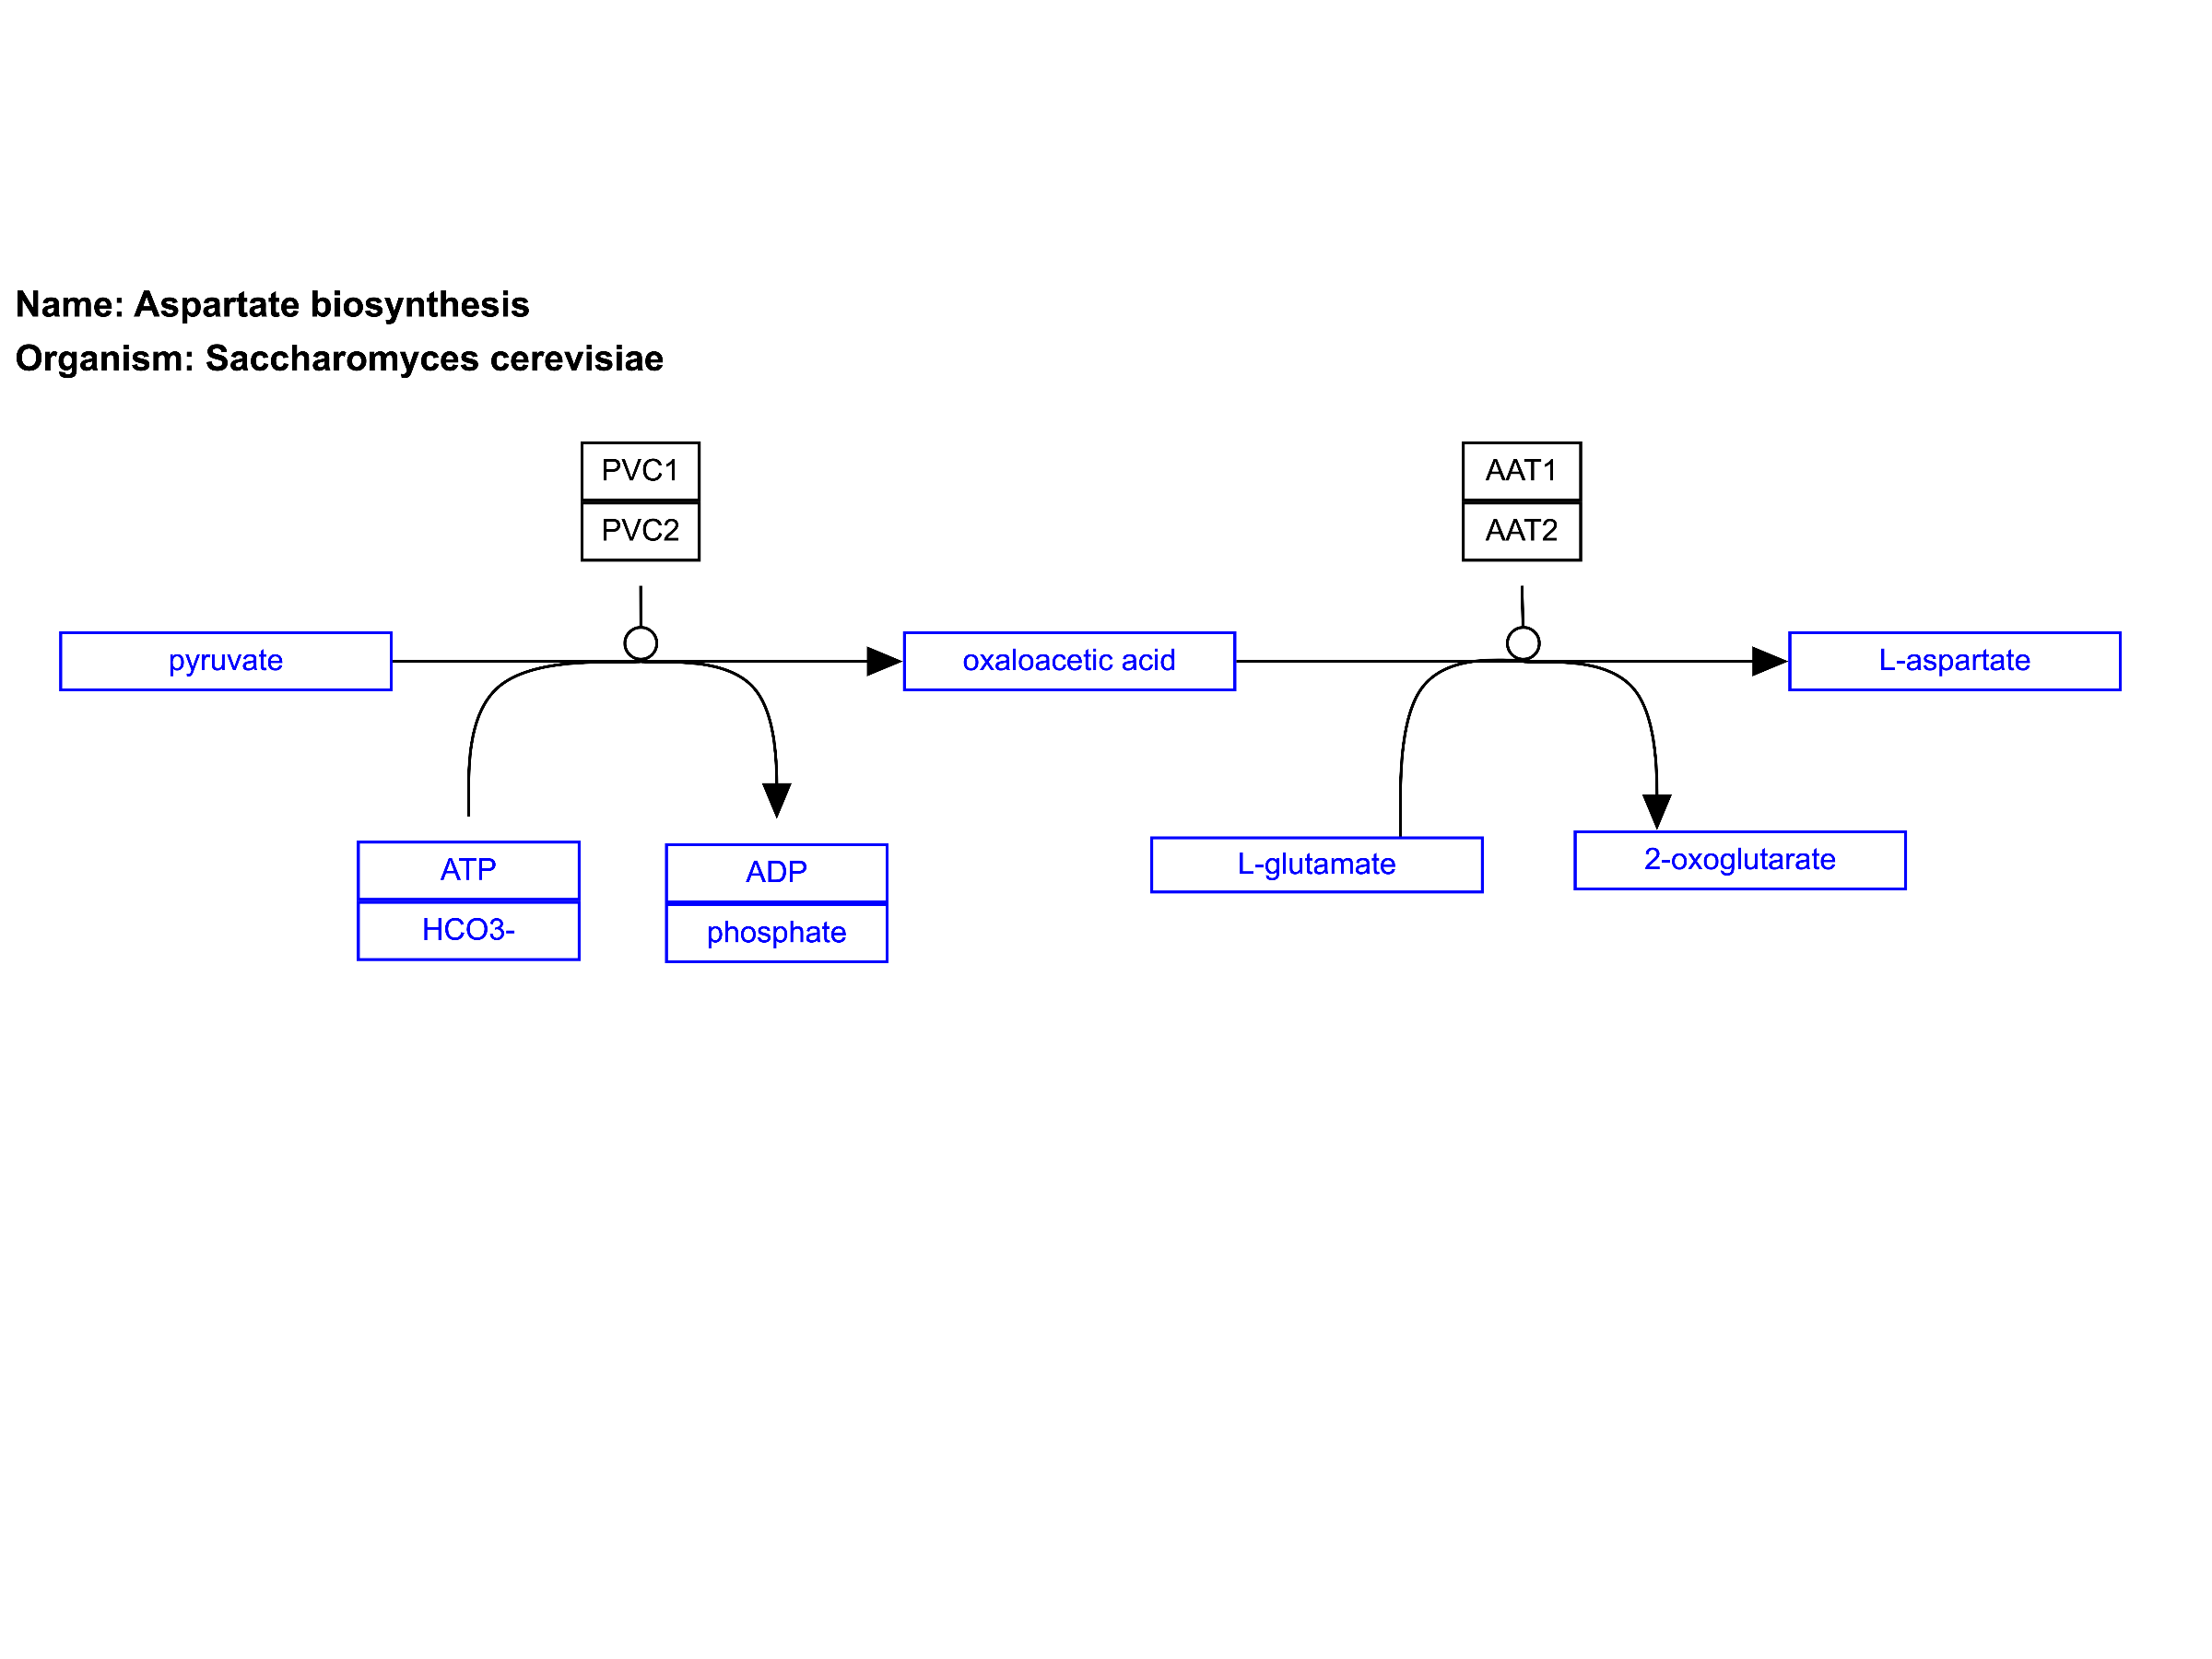 Name: Aspartate biosynthesis
Organism: Saccharomyces cerevisiae
PVC1
PVC2
AAT1
AAT2
pyruvate
oxaloacetic acid
L-aspartate
ATP
HCO3-
ADP
phosphate
L-glutamate
2-oxoglutarate